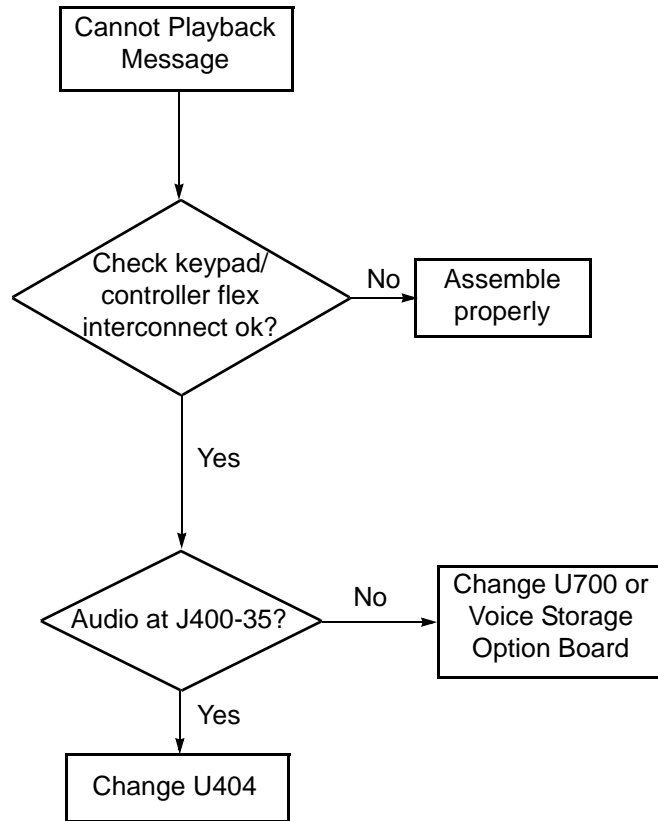 Cannot Playback
Message
Check keypad/
controller flex
interconnect ok?
No
Assemble
properly
Yes
Audio at J400-35?
No
Change U700 or
Voice Storage
Option Board
Yes
Change U404